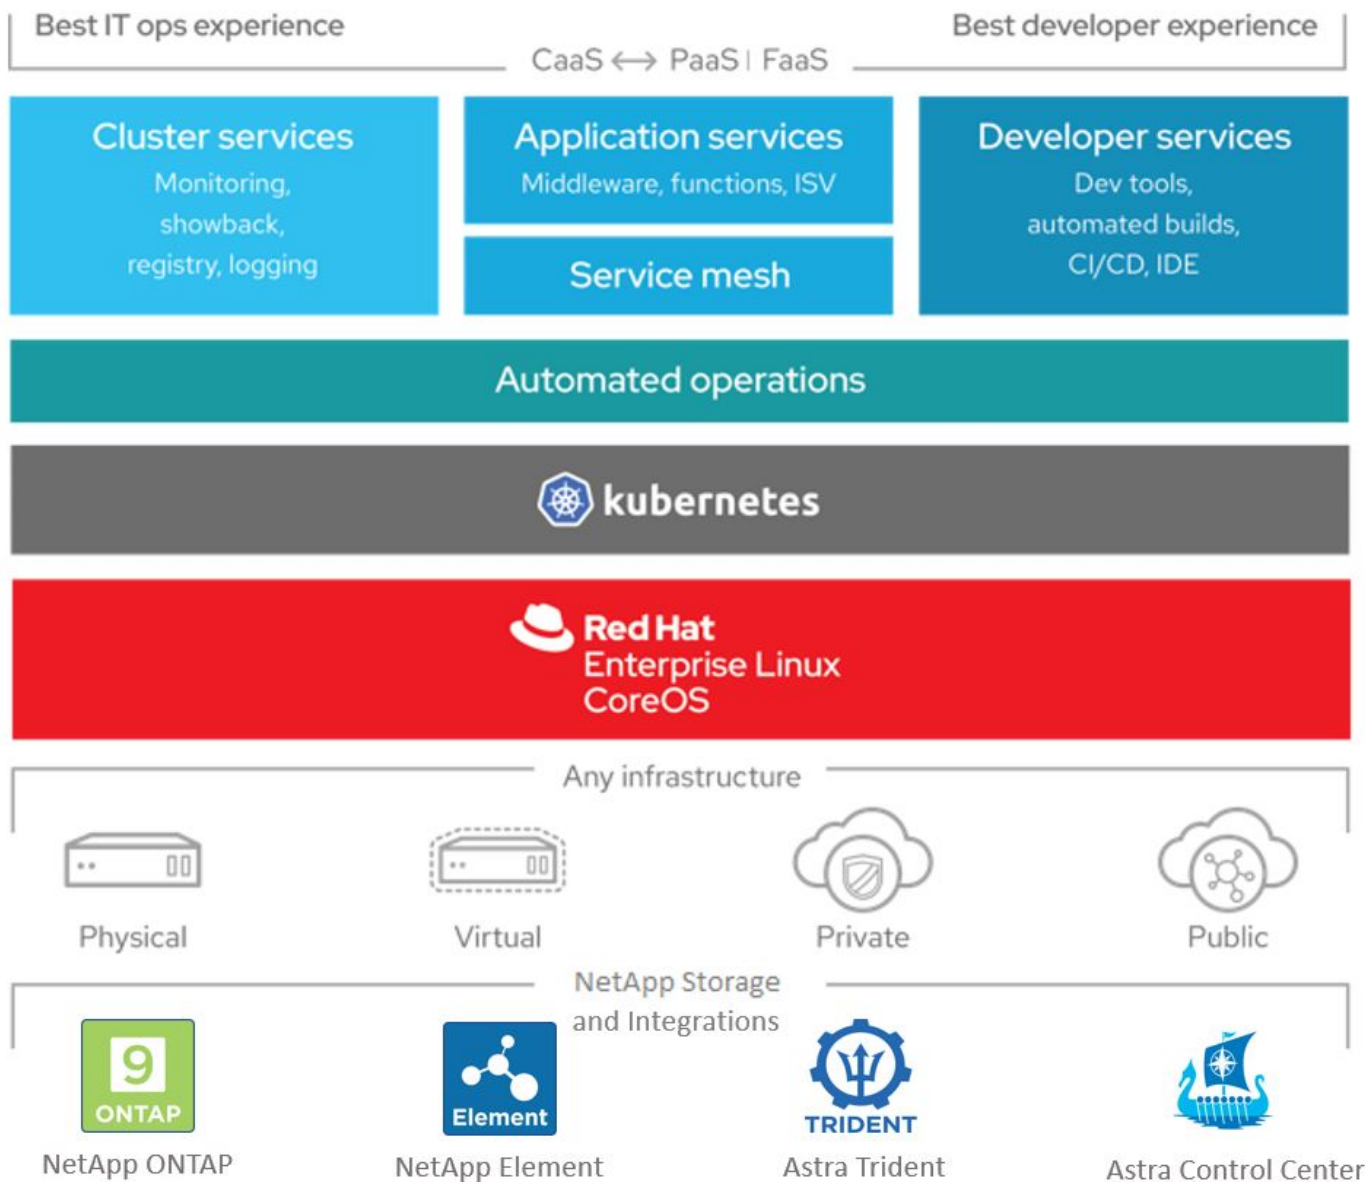 Best IT ops experience
Best developer experience
CaaS ↔ PaaS | FaaS
Cluster services
Monitoring,
showback,
registry, logging
Application services
Middleware, functions, ISV
Service mesh
Developer services
Dev tools,
automated builds,
CI/CD, IDE
Automated operations
kubernetes
Red Hat
Enterprise Linux
CoreOS
Any infrastructure
Physical
Virtual
Private
Public
NetApp Storage
and Integrations
9
ONTAP
Element
TRIDENT
NetApp ONTAP
NetApp Element
Astra Trident
Astra Control Center